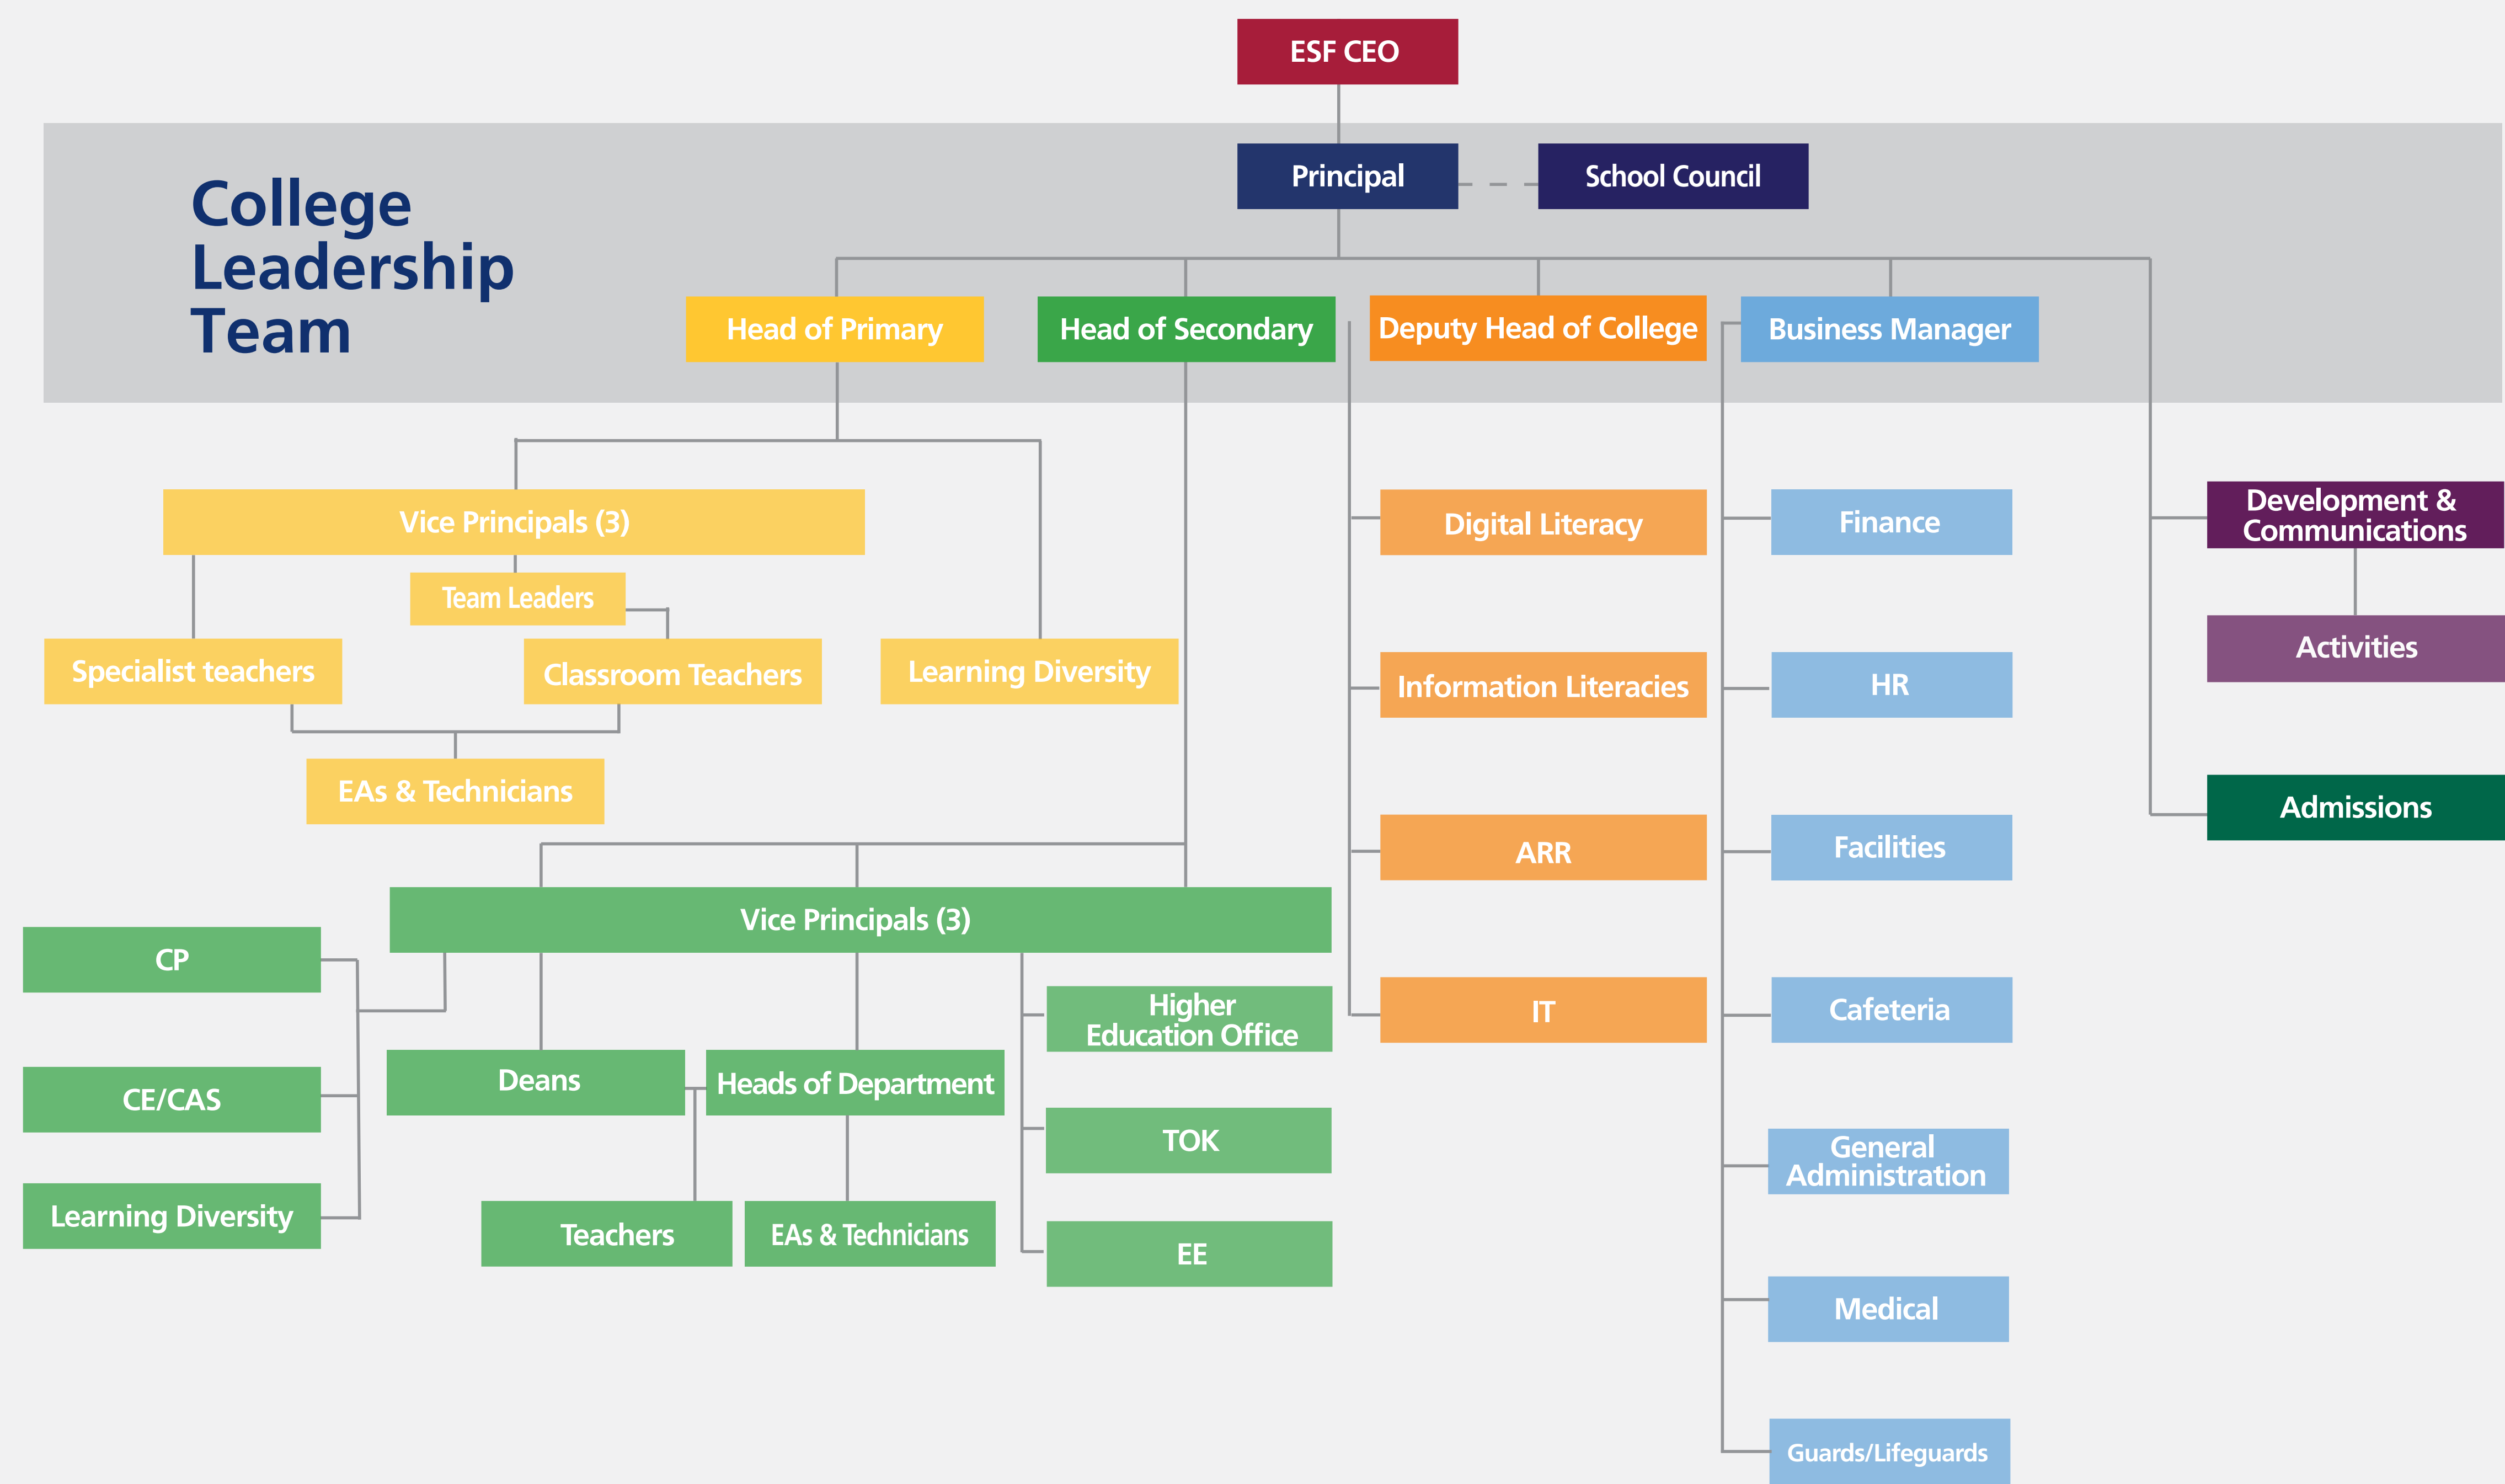 ESF CEO
Principal
School Council
College
Leadership
Team
Head of Primary
Head of Secondary
Deputy Head of College
Business Manager
Vice Principals (3)
Team Leaders
Specialist teachers
Classroom Teachers
Learning Diversity
EAs & Technicians
Digital Literacy
Information Literacies
ARR
IT
Finance
HR
Facilities
Cafeteria
General
Administration
Medical
Guards/Lifeguards
Development &
Communications
Activities
Admissions
Vice Principals (3)
CP
CE/CAS
Learning Diversity
Deans
Heads of Department
Teachers
EAs & Technicians
Higher
Education Office
TOK
EE